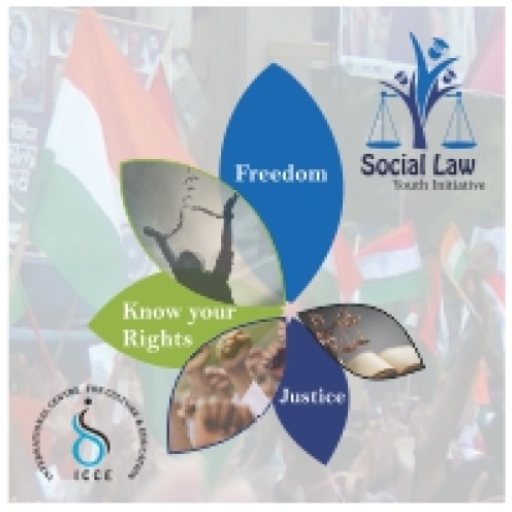 Social Law
Youth Initiative
Freedom
Know your
Rights
Justice
INTERNATIONAL CENTRE FOR CULTURE & EDUCATION
ICCE